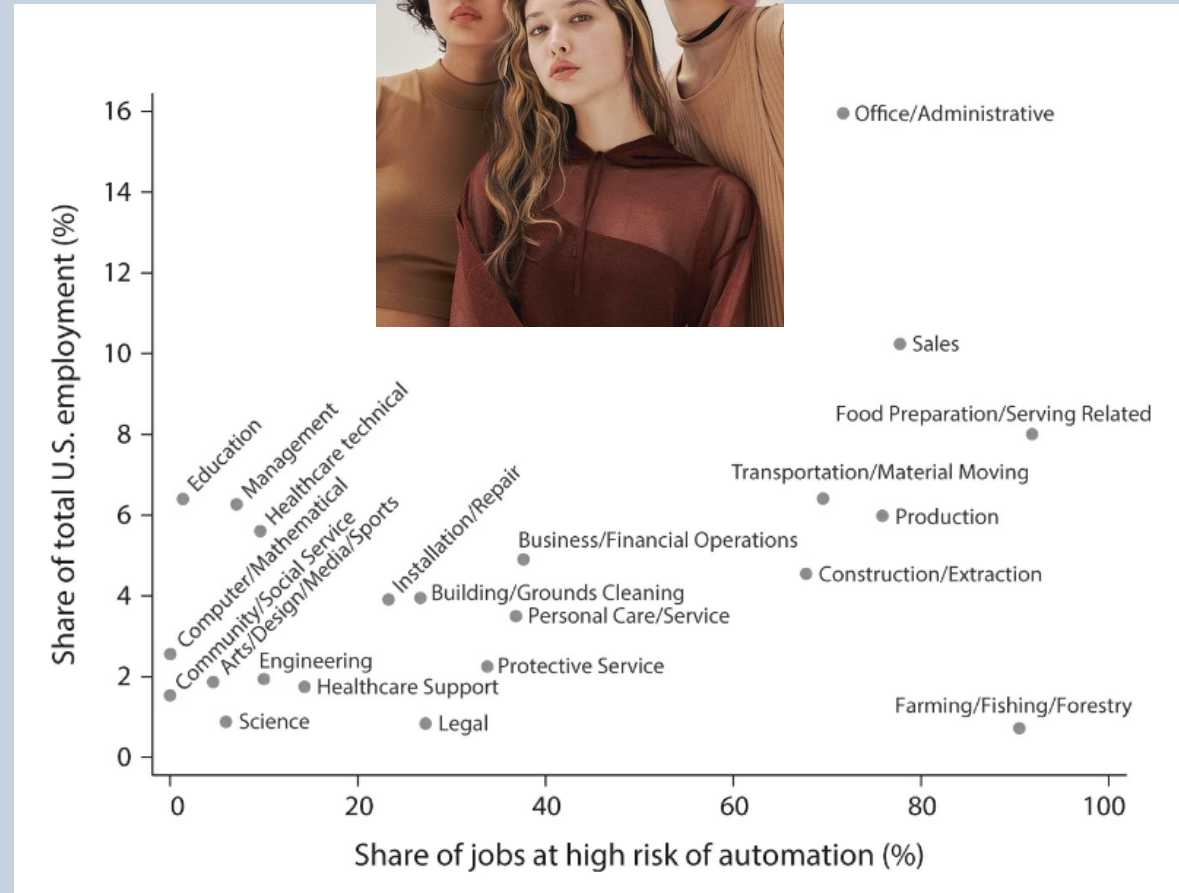 16
Office/Administrative
14
12
10
Sales
Food Preparation/Serving Related
8
Education
Management
Healthcare technical
Transportation/Material Moving
6
Production
Computer/Mathematical
Community/Social Service
Arts/Design/Media/Sports
Installation/Repair
Business/Financial Operations
Construction/Extraction
4
Building/Grounds Cleaning
Personal Care/Service
Engineering
Protective Service
2
Healthcare Support
Science
Legal
Farming/Fishing/Forestry
0
Share of total U.S. employment (%)
0 20 40 60 80 100
Share of jobs at high risk of automation (%)